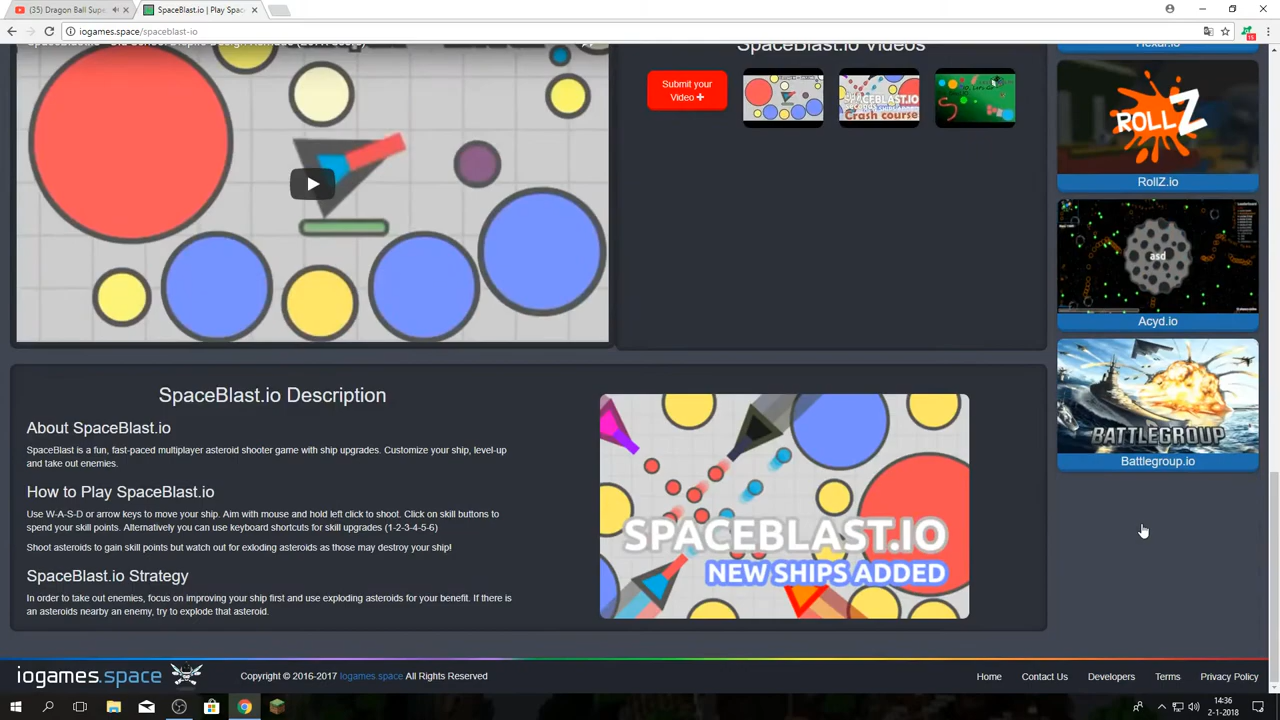 (35) Dragon Ball Supe
SpaceBlast.io | Play Spac
iogames.space/spaceblast-io
15
SpaceBlast.io Videos
Hexar.io
Submit your
Video +
SPACEBLAST.IO
Crash course
ROLLZ
RollZ.io
asd
Acyd.io
BATTLEGROUP
Battlegroup.io
SpaceBlast.io Description
About SpaceBlast.io
SpaceBlast is a fun, fast-paced multiplayer asteroid shooter game with ship upgrades. Customize your ship, level-up
and take out enemies.
How to Play SpaceBlast.io
Use W-A-S-D or arrow keys to move your ship. Aim with mouse and hold left click to shoot. Click on skill buttons to
spend your skill points. Alternatively you can use keyboard shortcuts for skill upgrades (1-2-3-4-5-6)
Shoot asteroids to gain skill points but watch out for exloding asteroids as those may destroy your ship!
SpaceBlast.io Strategy
In order to take out enemies, focus on improving your ship first and use exploding asteroids for your benefit. If there is
an asteroids nearby an enemy, try to explode that asteroid.
SPACEBLAST.IO
NEW SHIPS ADDED
iogames.space
Copyright © 2016-2017 Iogames.space All Rights Reserved
Home
Contact Us
Developers
Terms
Privacy Policy
14:36
2-1-2018